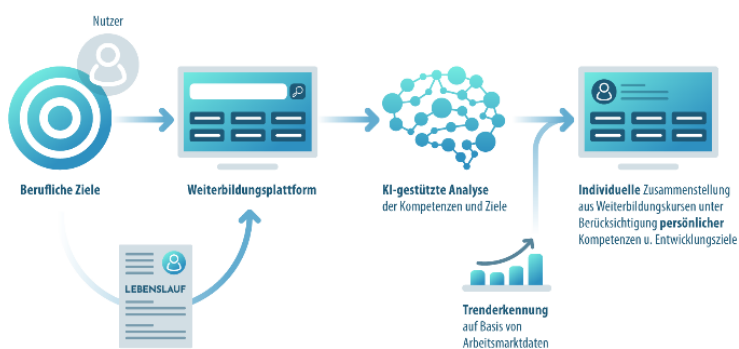 Nutzer
Berufliche Ziele
Weiterbildungsplattform
KI-gestützte Analyse
der Kompetenzen und Ziele
Individuelle Zusammenstellung
aus Weiterbildungskursen unter
Berücksichtigung persönlicher
Kompetenzen u. Entwicklungsziele
LEBENSLAUF
Trenderkennung
auf Basis von
Arbeitsmarktdaten